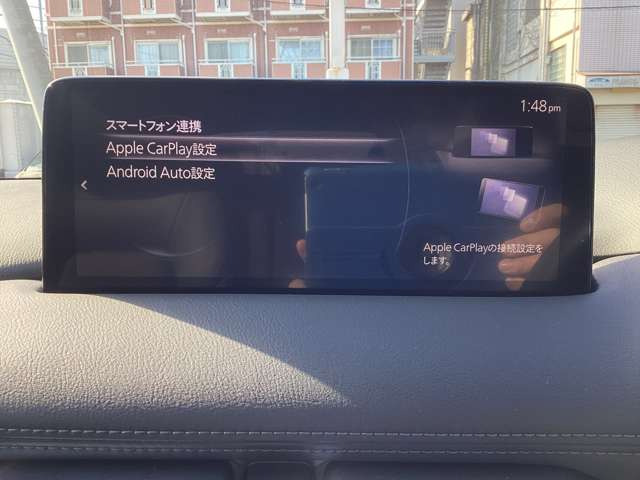 1:48 pm
スマートフォン連携
Apple CarPlay設定
Android Auto設定
Apple CarPlayの接続設定を
します。